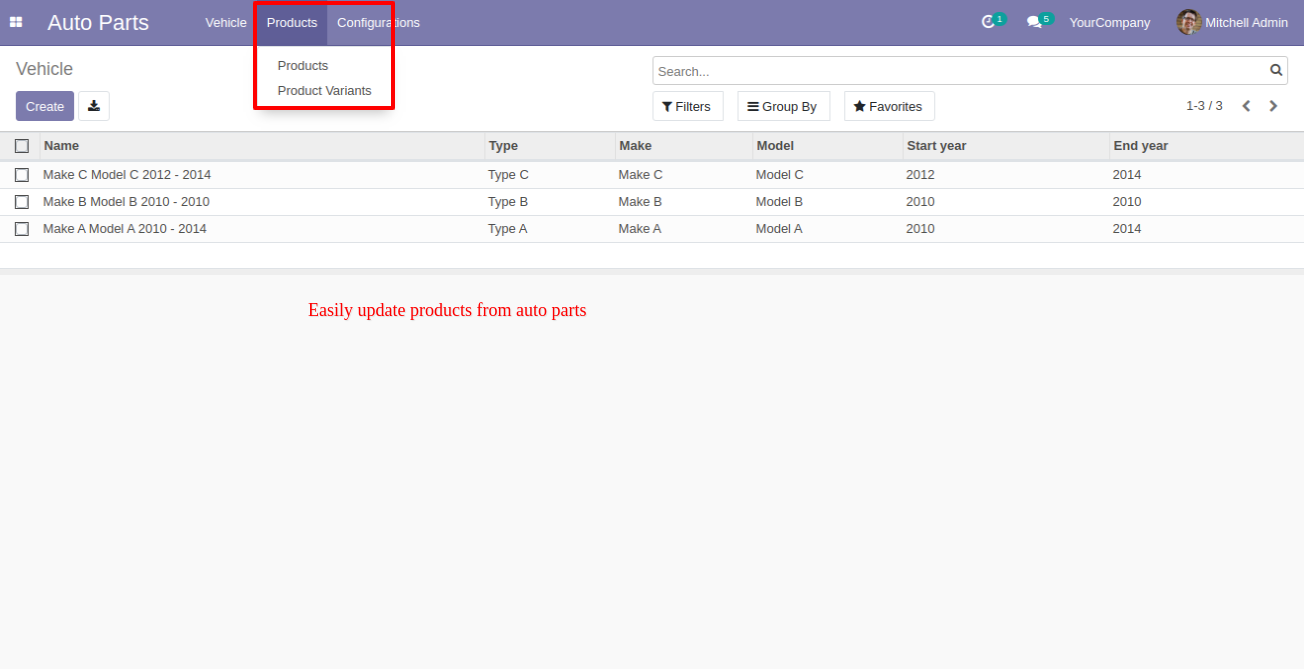 Auto Parts Vehicle Products Configurations 1 5 YourCompany Mitchell Admin
Products
Product Variants
Vehicle
Search...
Create
Filters Group By Favorites 1-3 / 3
Name Type Make Model Start year End year
Make C Model C 2012 - 2014 Type C Make C Model C 2012 2014
Make B Model B 2010 - 2010 Type B Make B Model B 2010 2010
Make A Model A 2010 - 2014 Type A Make A Model A 2010 2014
Easily update products from auto parts